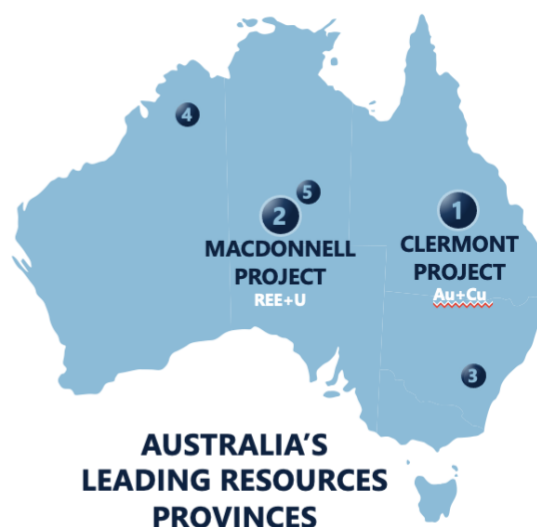 4
5
2
1
MACDONNELL
PROJECT
REE+U
CLERMONT
PROJECT
Au+Cu
3
AUSTRALIA'S
LEADING RESOURCES
PROVINCES